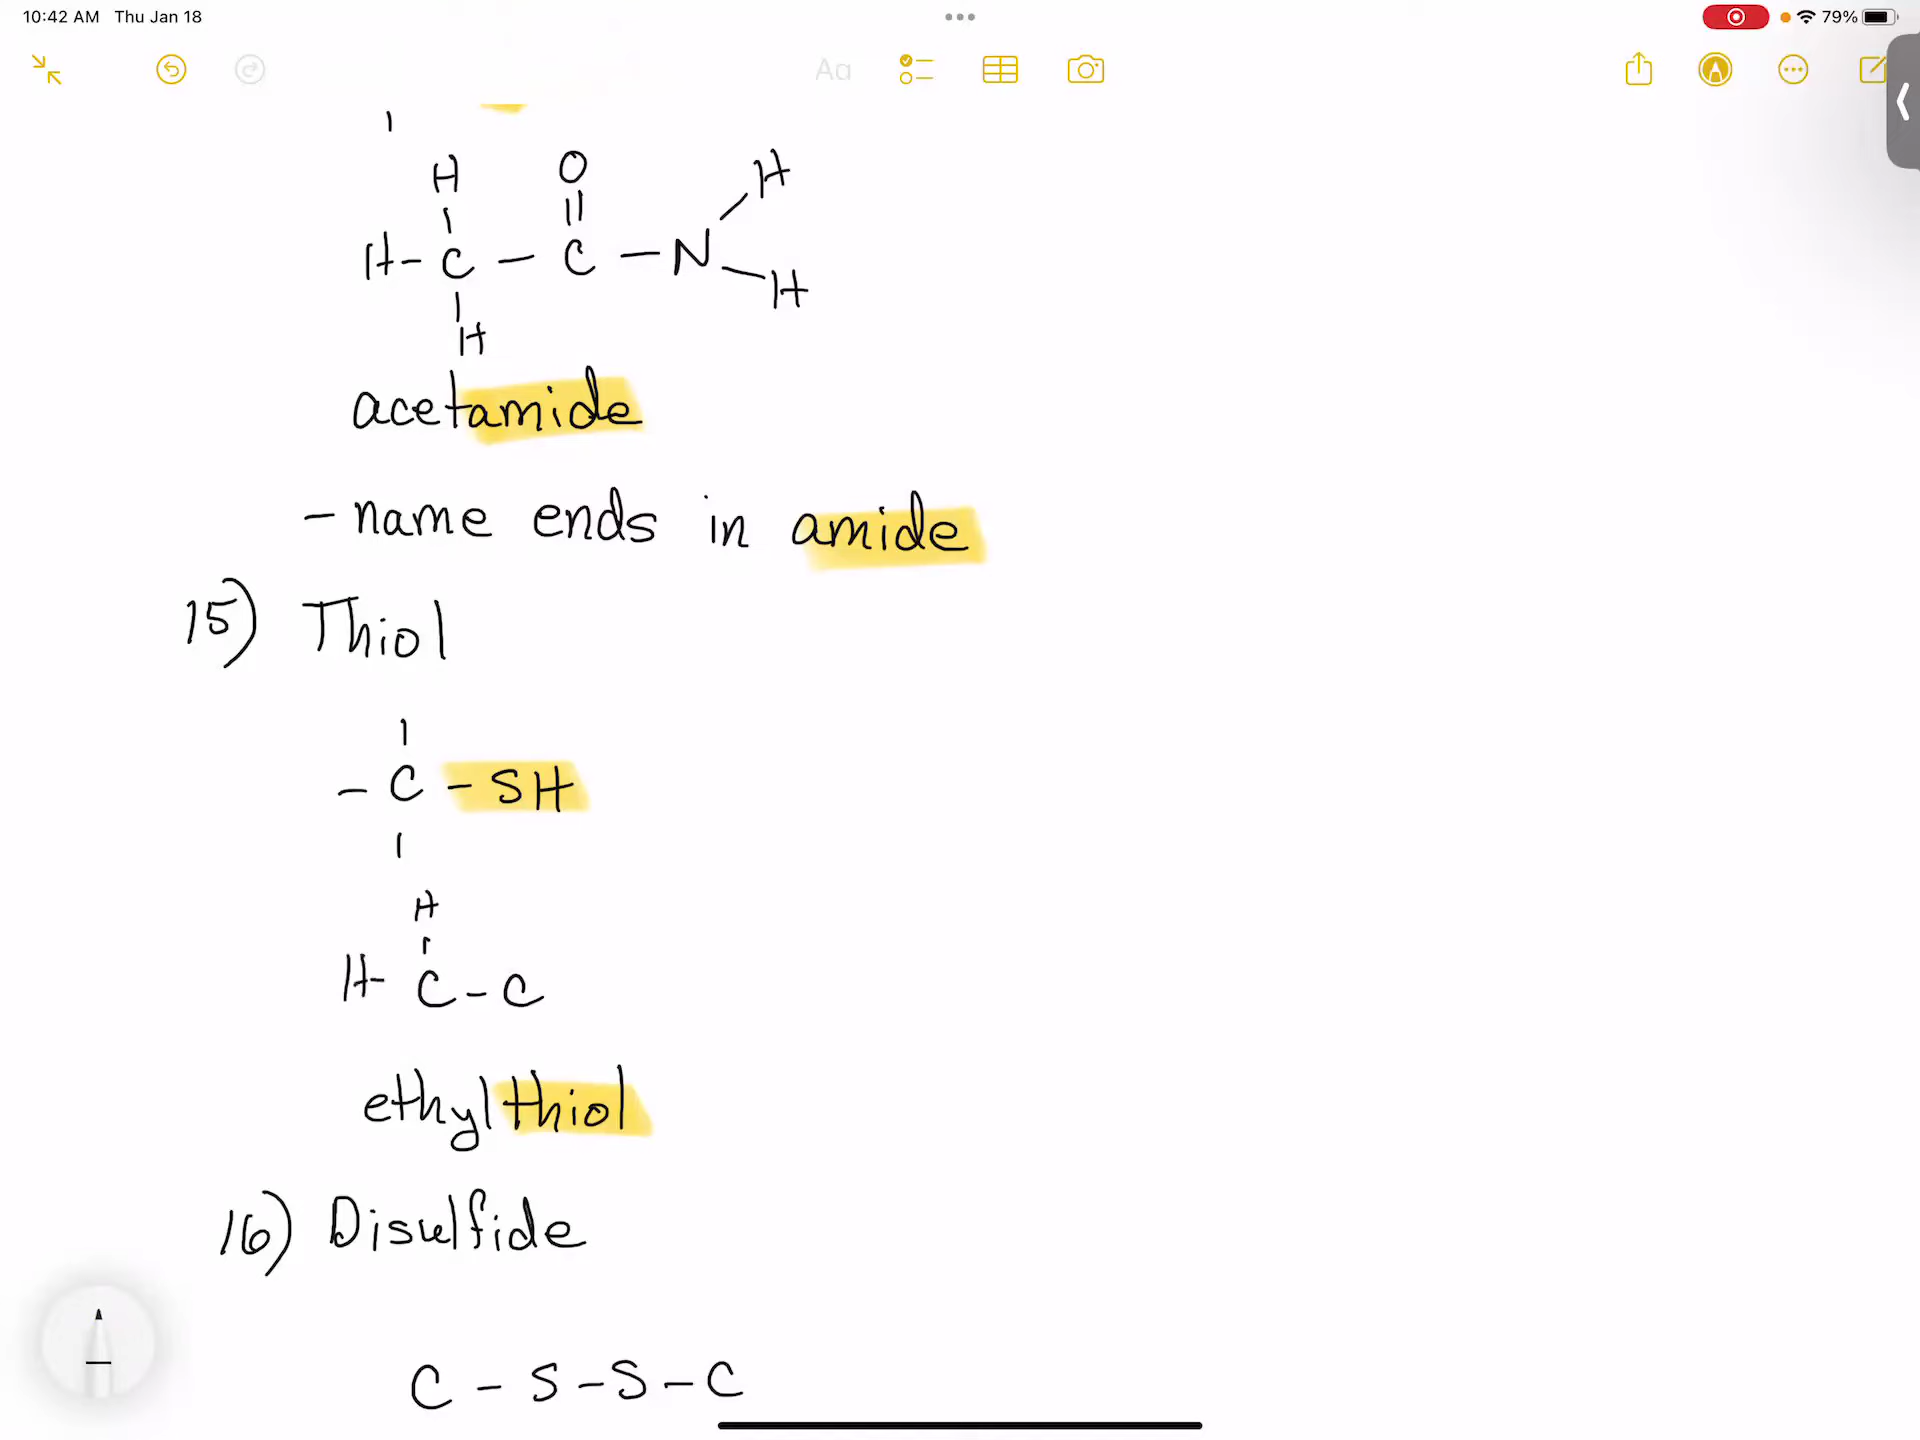 10:42 AM Thu Jan 18
79%
Aa
H O H
H - C - C - N
H
H
acetamide
- name ends in amide
15) Thiol
- C - SH
H
H - C - C
ethylthiol
16) Disulfide
C - S - S - C